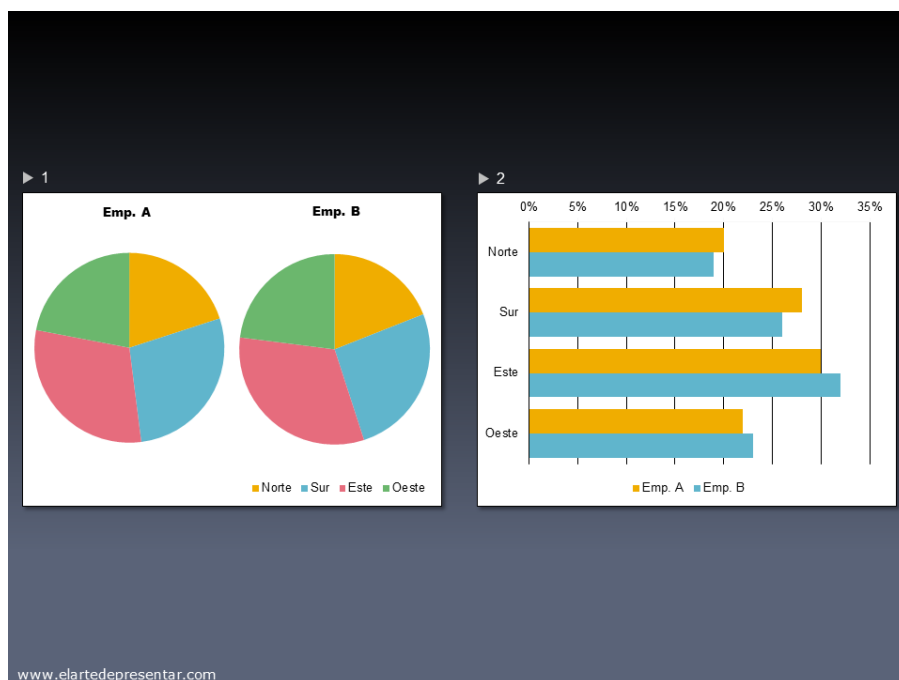 1
Emp. A Emp. B
Norte Sur Este Oeste
2
0% 5% 10% 15% 20% 25% 30% 35%
Norte
Sur
Este
Oeste
Emp. A Emp. B
www.elartedepresentar.com